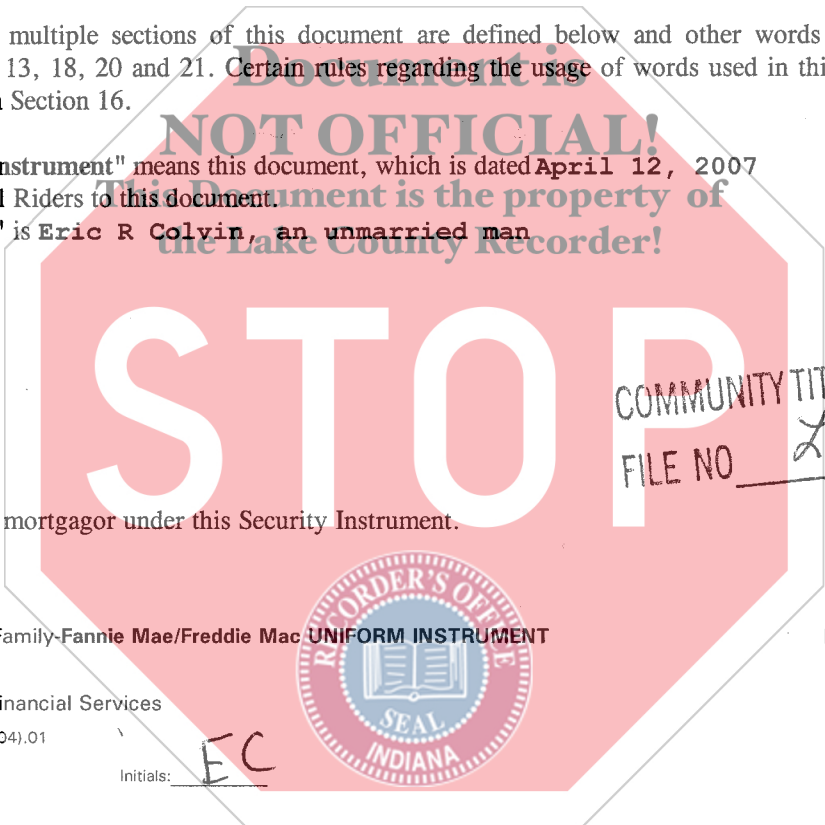 multiple sections of this document are defined below and other words
13, 18, 20 and 21. Certain rules regarding the usage of words used in thi
Section 16.
Document is
NOT OFFICIAL!
This Document is the property of
the Lake County Recorder!
nstrument" means this document, which is dated April 12, 2007
Riders to this document.
" is Eric R Colvin, an unmarried man
STOP
COMMUNITY TIT
FILE NO
mortgagor under this Security Instrument.
RECORDER'S OFFICE
SEAL
INDIANA
Family-Fannie Mae/Freddie Mac UNIFORM INSTRUMENT
inancial Services
04).01
Initials: EC